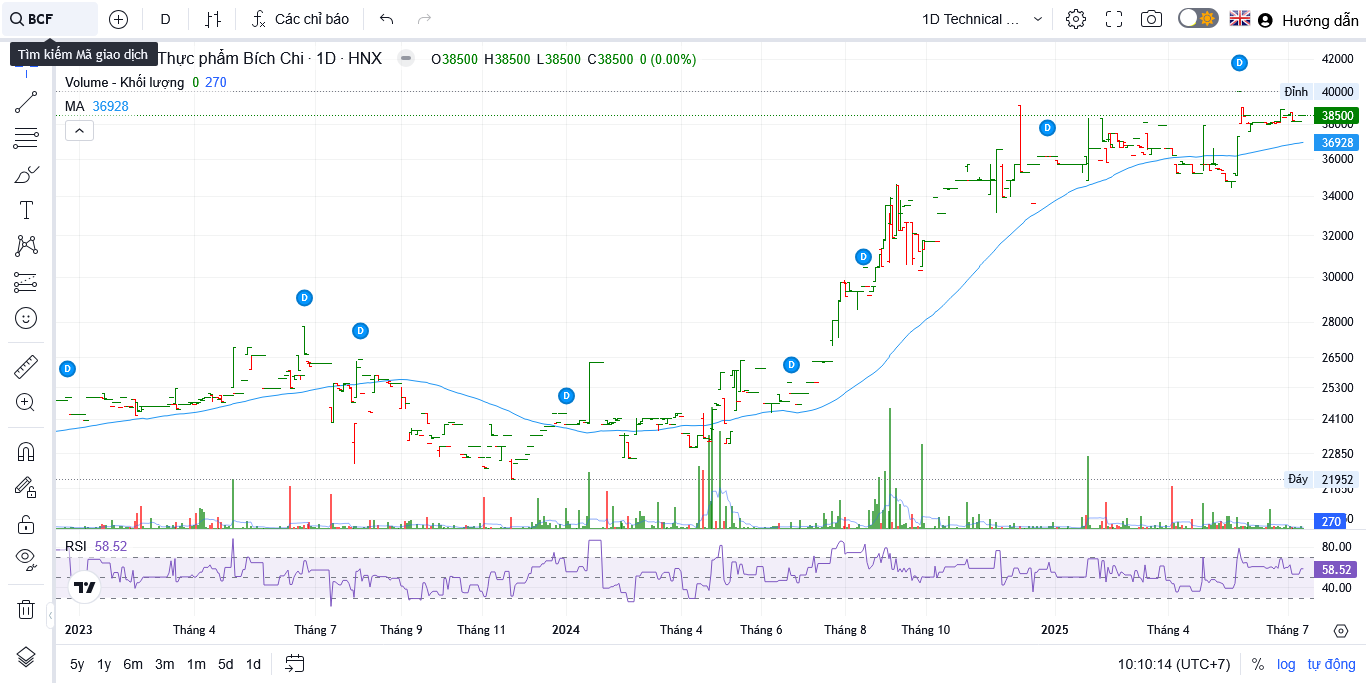 BCF
D
Các chỉ báo
1D Technical ...
Hướng dẫn
Tìm kiếm Mã giao dịch
Thực phẩm Bích Chi · 1D · HNX
O38500 H38500 L38500 C38500 0 (0.00%)
Volume - Khối lượng 0 270
MA 36928
42000
Đỉnh 40000
38500
38000
36928
36000
34000
32000
30000
28000
26500
25300
24100
22850
Đáy 21952
21650
270
D
D
D
D
D
D
D
D
RSI 58.52
80.00
58.52
40.00
2023 Tháng 4 Tháng 7 Tháng 9 Tháng 11 2024 Tháng 4 Tháng 6 Tháng 8 Tháng 10 2025 Tháng 4 Tháng 7
5y 1y 6m 3m 1m 5d 1d
10:10:14 (UTC+7) % log tự động